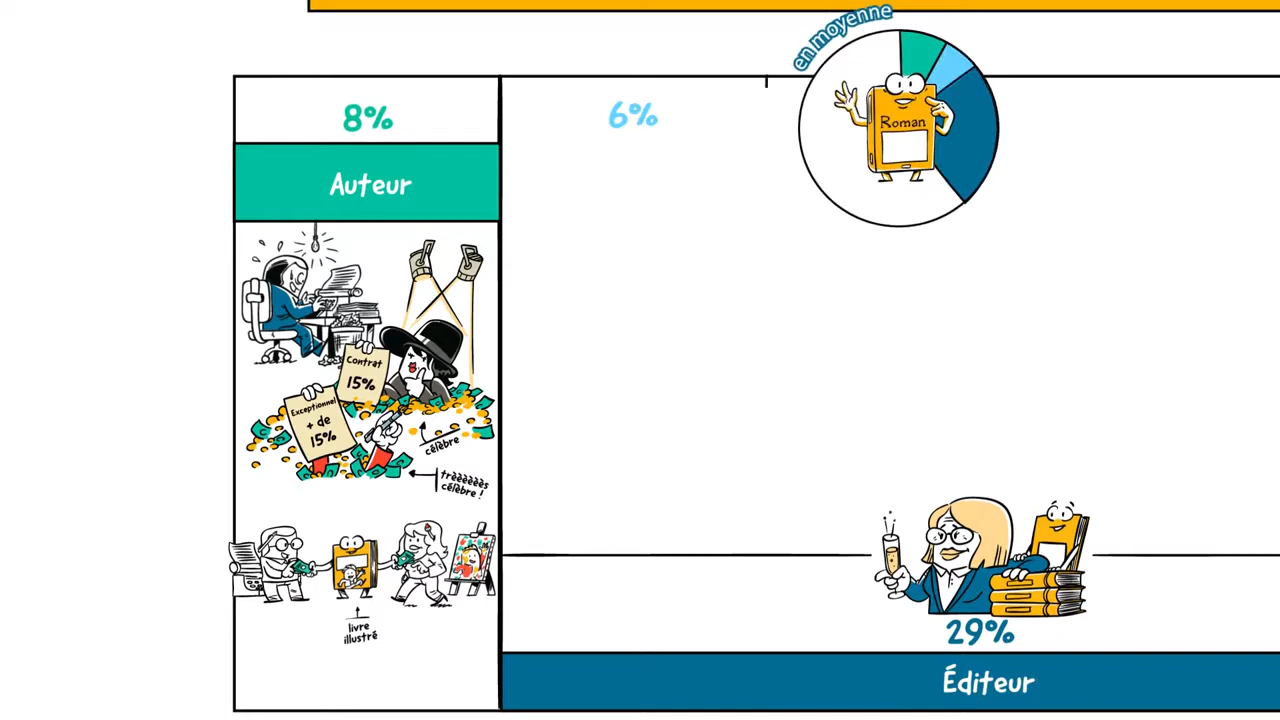 en moyenne
8%
6%
Roman
Auteur
Contrat
15%
Exceptionnel
+ de
15%
célèbre
trèèèèèès
célèbre !
livre
illustré
29%
Éditeur